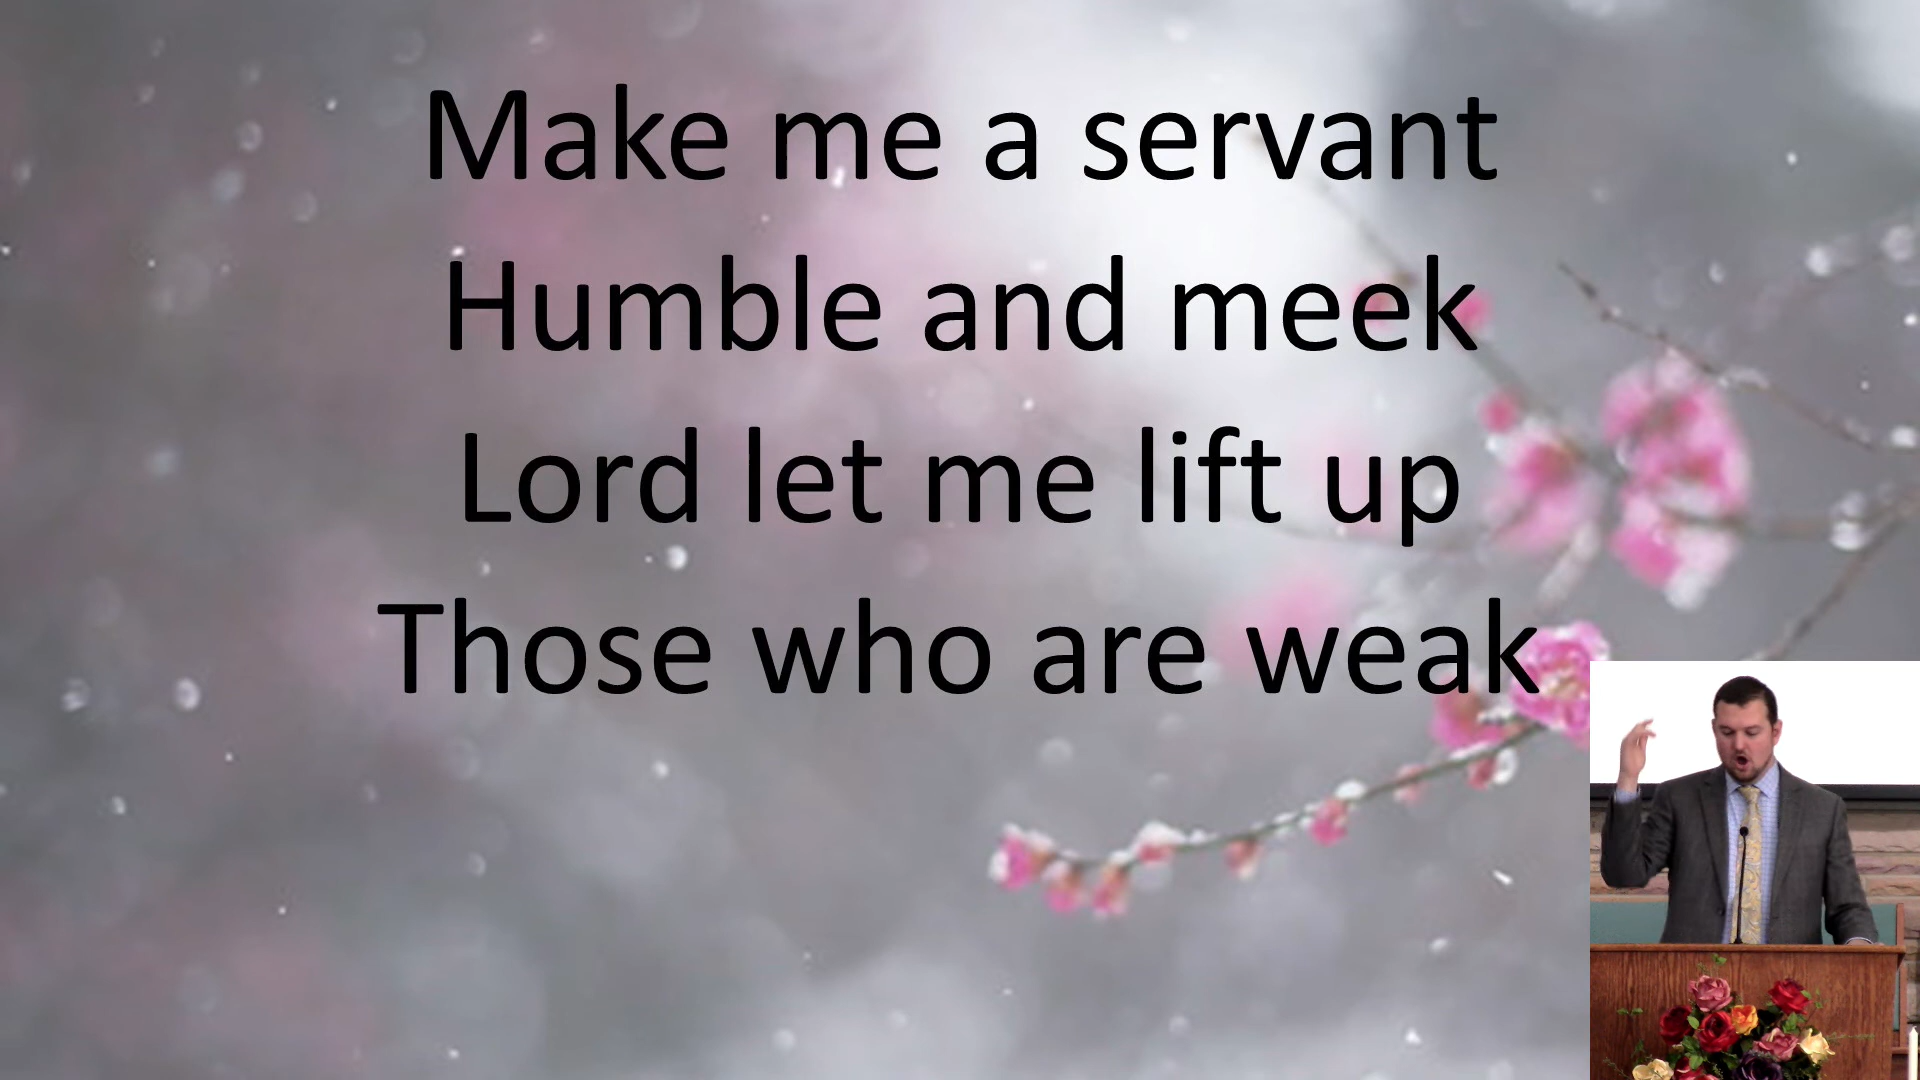 Make me a servant
Humble and meek
Lord let me lift up
Those who are weak